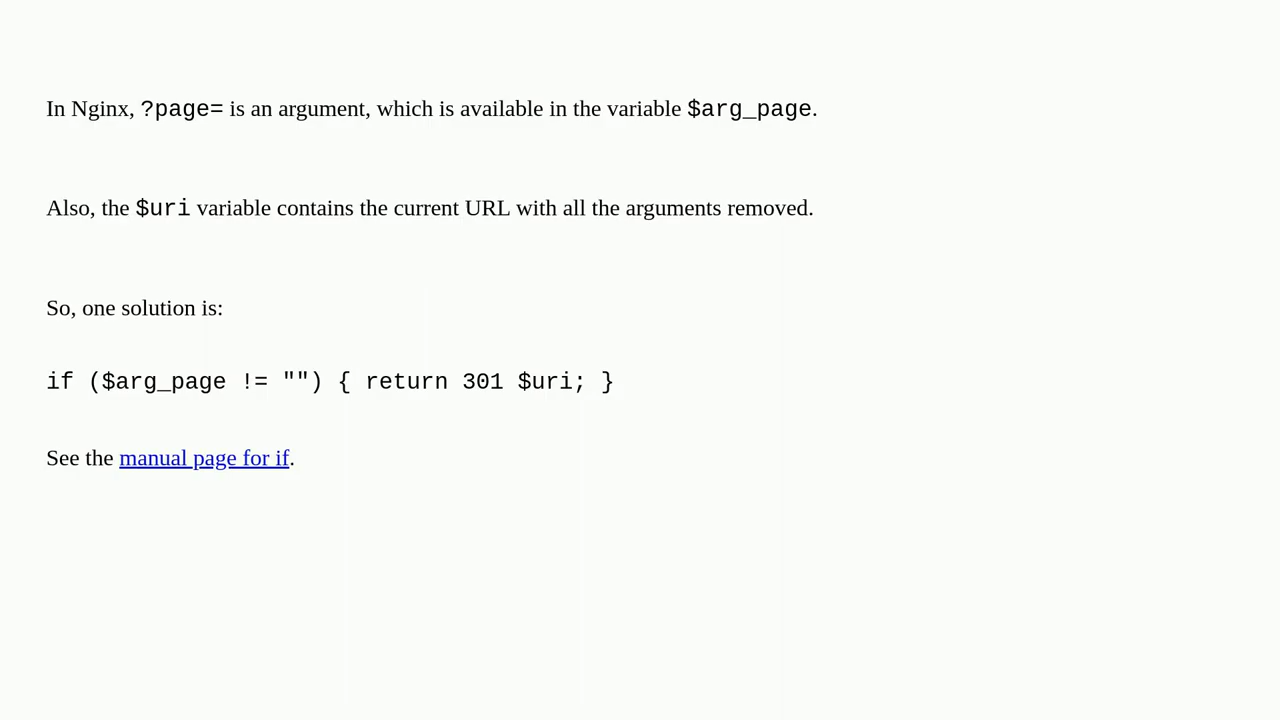 In Nginx, ?page= is an argument, which is available in the variable $arg_page.
Also, the $uri variable contains the current URL with all the arguments removed.
So, one solution is:
if ($arg_page != "") { return 301 $uri; }
See the manual page for if.